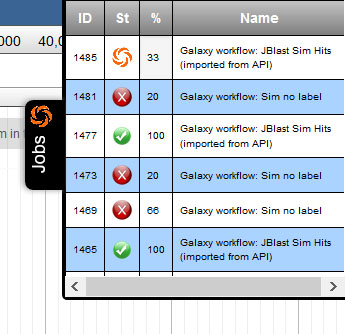 ID St % Name
000 40,0
1485 33 Galaxy workflow: JBlast Sim Hits
(imported from API)
1481 20 Galaxy workflow: Sim no label
1477 100 Galaxy workflow: JBlast Sim Hits
(imported from API)
m in t
Jobs
1473 20 Galaxy workflow: Sim no label
1469 66 Galaxy workflow: Sim no label
1465 100 Galaxy workflow: JBlast Sim Hits
(imported from API)